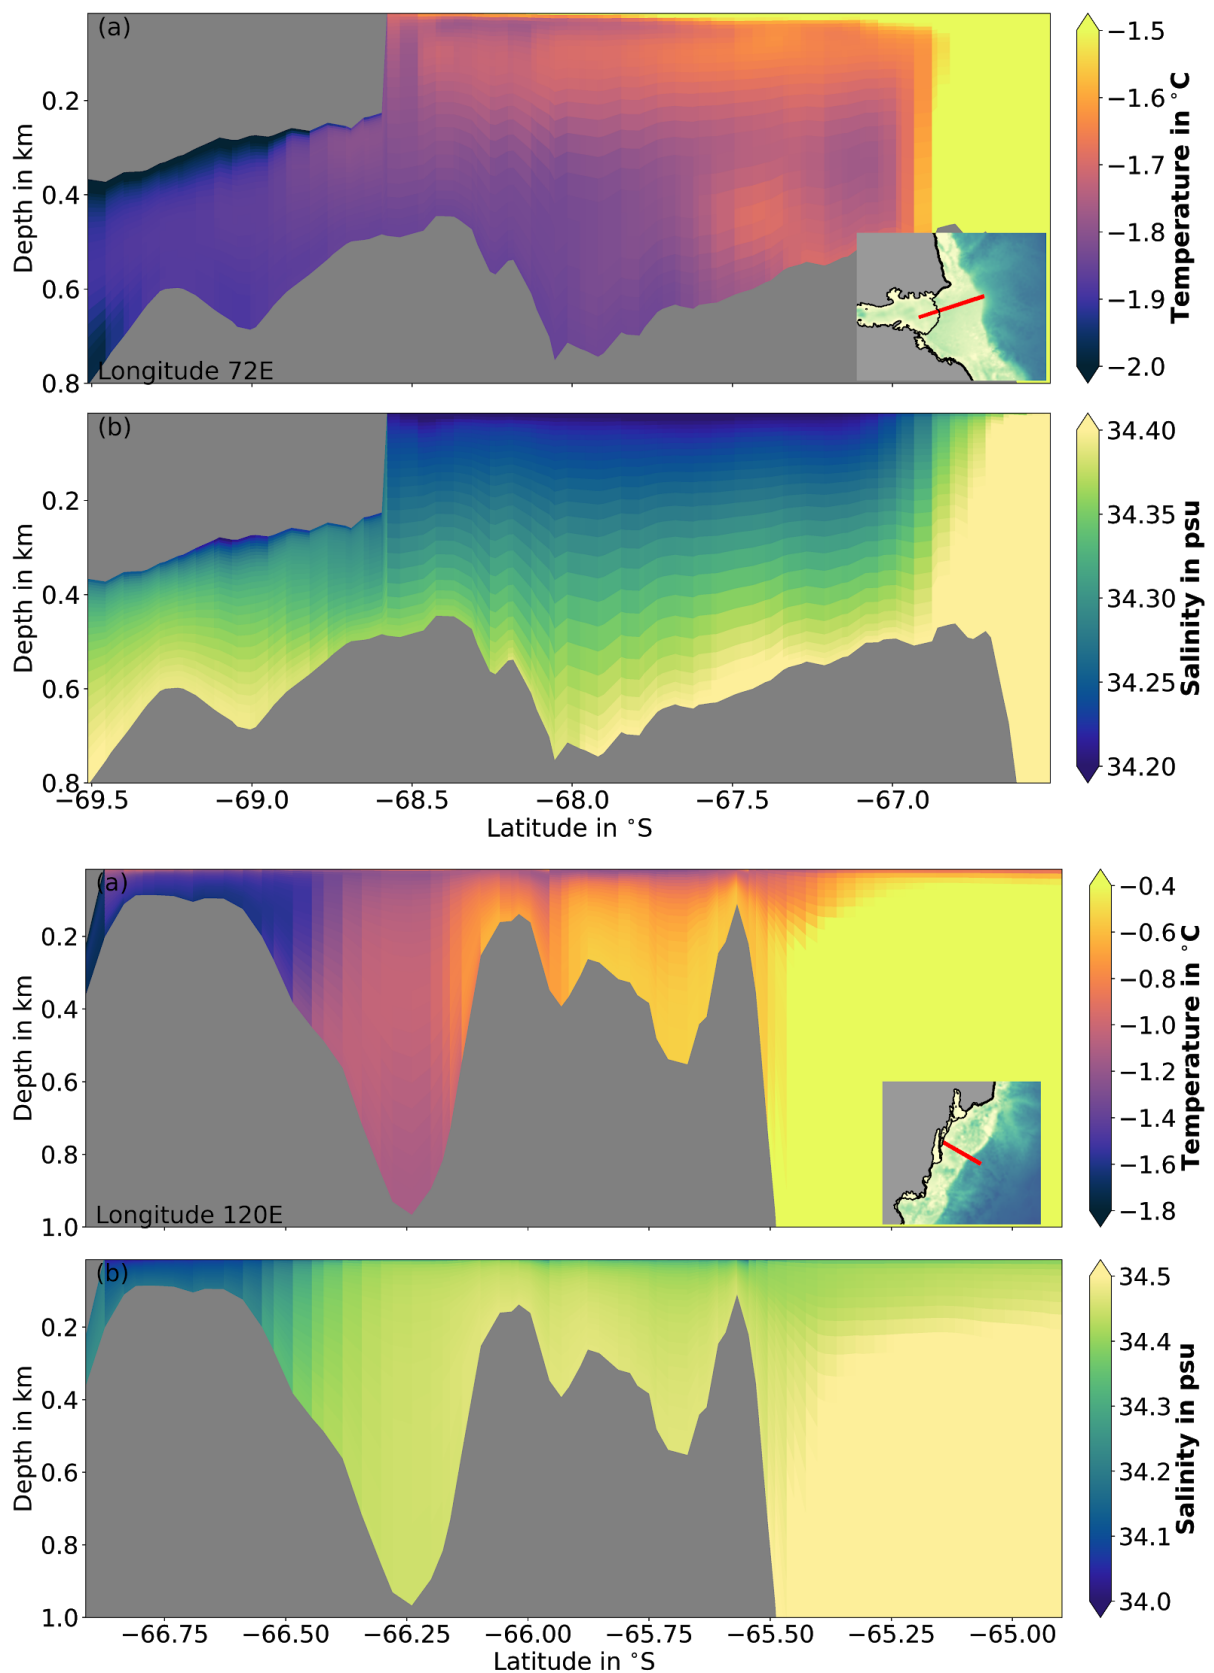 (a)
Depth in km
0.2
0.4
0.6
0.8
Longitude 72E
−1.5
−1.6
−1.7
−1.8
−1.9
−2.0
Temperature in °C
(b)
Depth in km
0.2
0.4
0.6
0.8
−69.5 −69.0 −68.5 −68.0 −67.5 −67.0
Latitude in °S
34.40
34.35
34.30
34.25
34.20
Salinity in psu
(a)
Depth in km
0.2
0.4
0.6
0.8
1.0
Longitude 120E
−0.4
−0.6
−0.8
−1.0
−1.2
−1.4
−1.6
−1.8
Temperature in °C
(b)
Depth in km
0.2
0.4
0.6
0.8
1.0
−66.75 −66.50 −66.25 −66.00 −65.75 −65.50 −65.25 −65.00
Latitude in °S
34.5
34.4
34.3
34.2
34.1
34.0
Salinity in psu